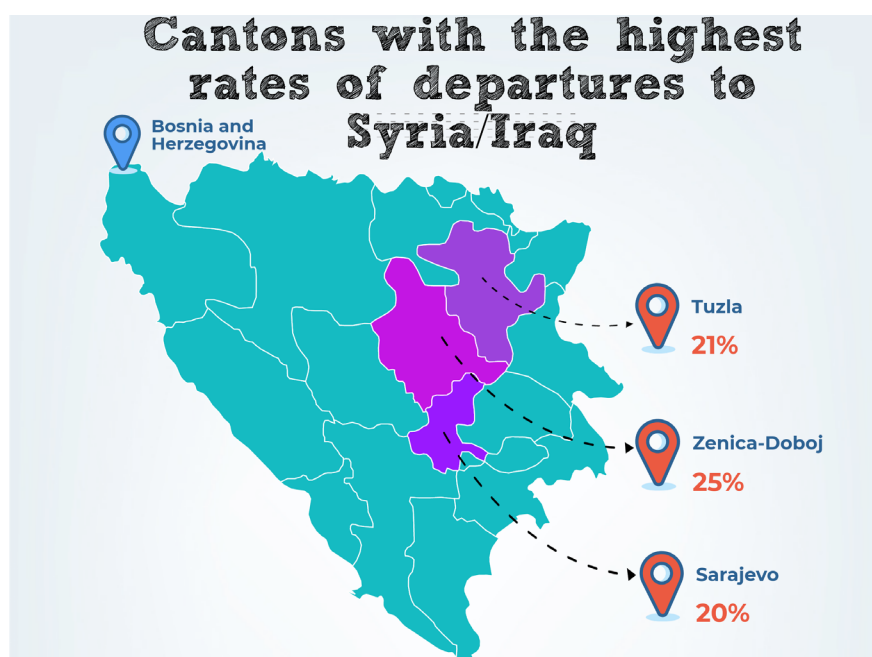 Cantons with the highest
rates of departures to
Syria/Iraq
Bosnia and
Herzegovina
Tuzla
21%
Zenica-Doboj
25%
Sarajevo
20%